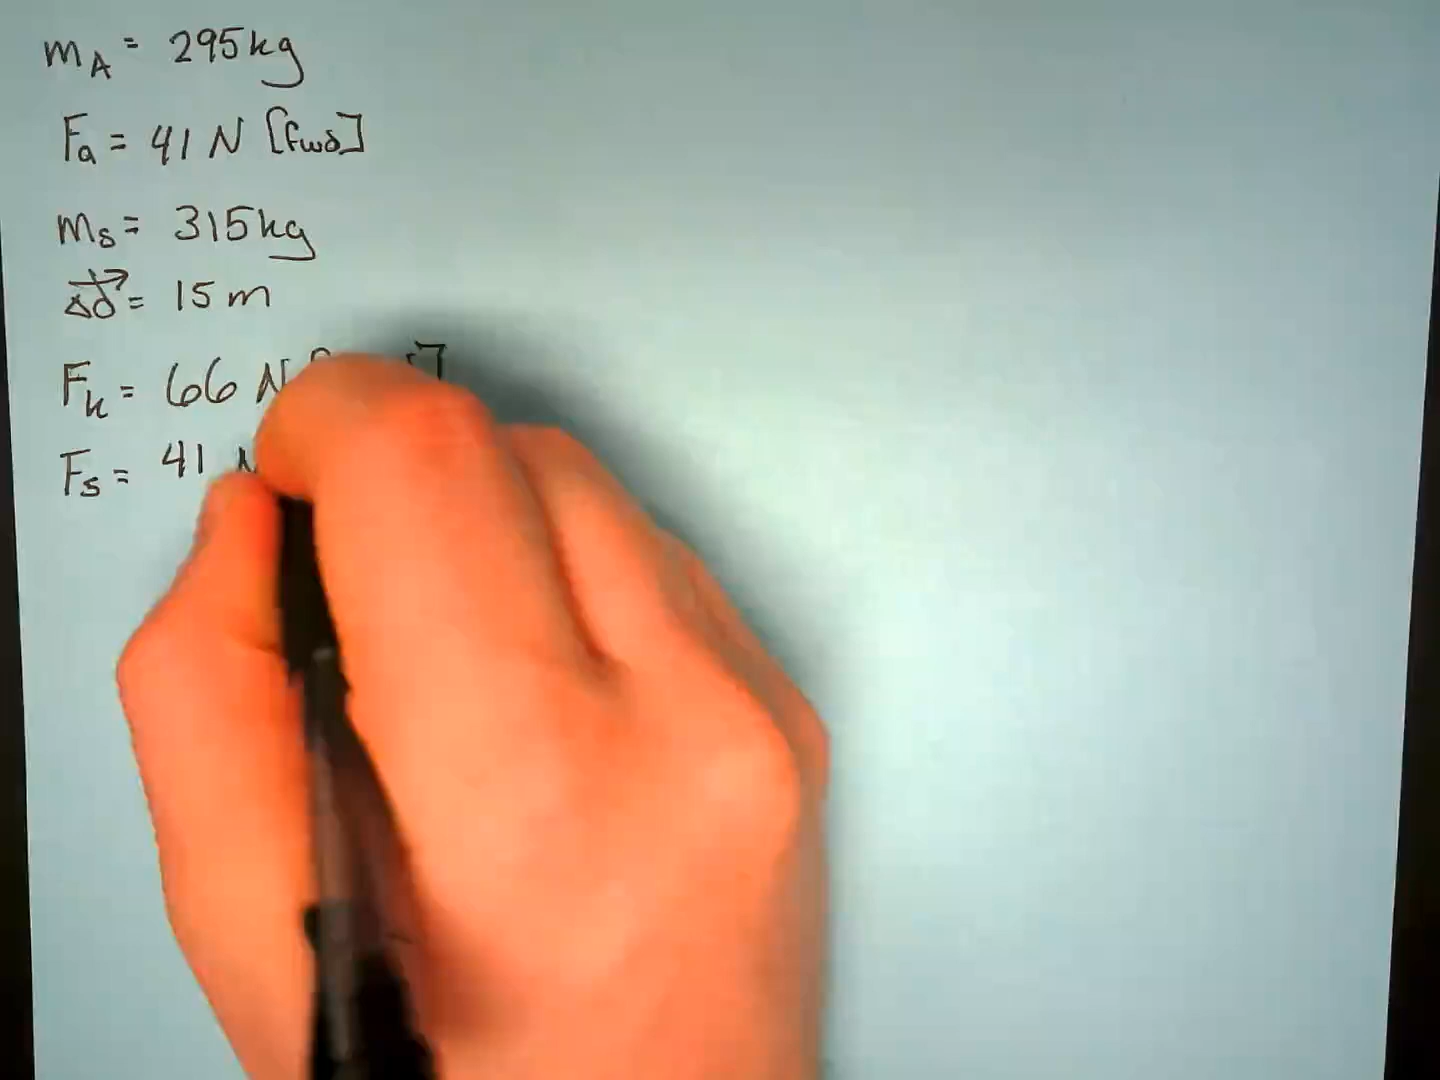 mA = 295kg
Fa = 41 N [fwd]
ms = 315kg
Δd = 15 m
Fk = 66 N
Fs = 41 N